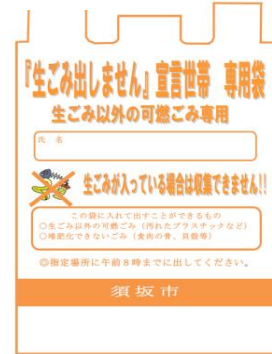 『生ごみ出しません』宣言世帯 専用袋
生ごみ以外の可燃ごみ専用
氏 名
生ごみが入っている場合は収集できません!!
この袋に入れて出すことができるもの
○生ごみ以外の可燃ごみ(汚れたプラスチックなど)
○堆肥化できないごみ(食肉の骨、貝殻等)
◎指定場所に午前8時までに出してください。
須坂市